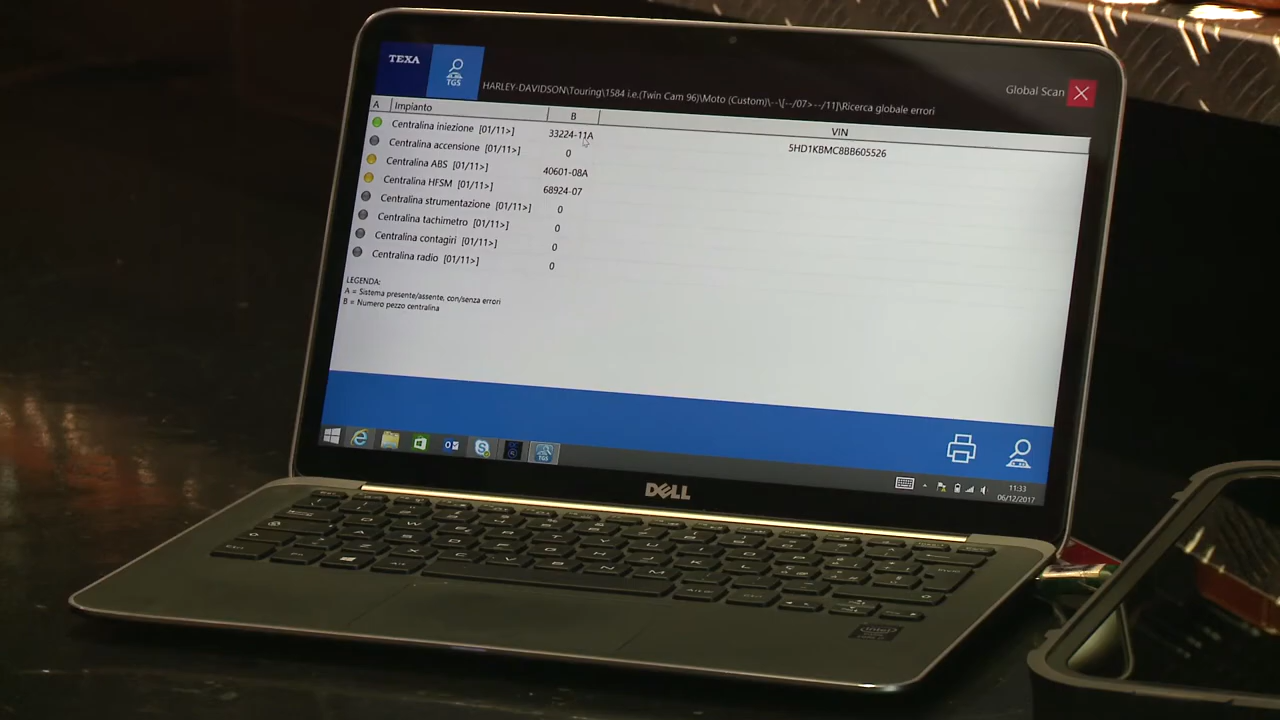 TEXA
TGS
HARLEY-DAVIDSON\Touring\1584 i.e.(Twin Cam 96)\Moto (Custom)\--\[--/07>--/11]\Ricerca globale errori
Global Scan
A Impianto B VIN
Centralina iniezione [01/11>] 33224-11A 5HD1KBMC8BB605526
Centralina accensione [01/11>] 0
Centralina ABS [01/11>] 40601-08A
Centralina HFSM [01/11>] 68924-07
Centralina strumentazione [01/11>] 0
Centralina tachimetro [01/11>] 0
Centralina contagiri [01/11>] 0
Centralina radio [01/11>] 0
LEGENDA:
A = Sistema presente/assente, con/senza errori
B = Numero pezzo centralina
TGS
11:33
06/12/2017
DELL
intel